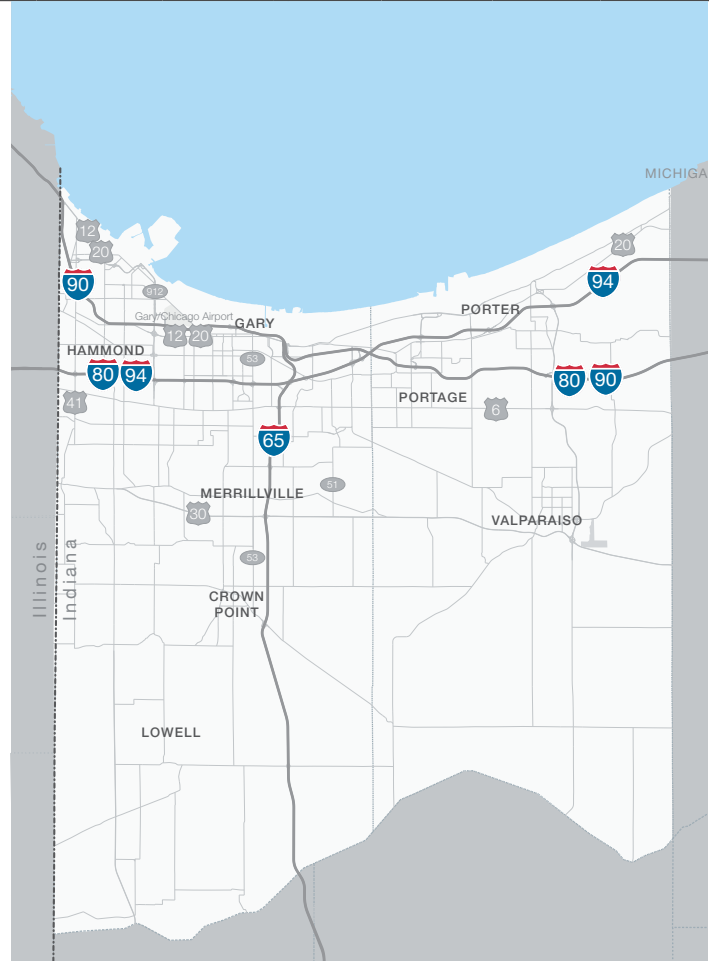 MICHIGA
12
20
20
90
94
912
Gary/Chicago Airport
GARY
PORTER
12
20
HAMMOND
53
80
94
80
90
41
PORTAGE
6
65
51
MERRILLVILLE
30
VALPARAISO
Illinois
Indiana
53
CROWN
POINT
LOWELL